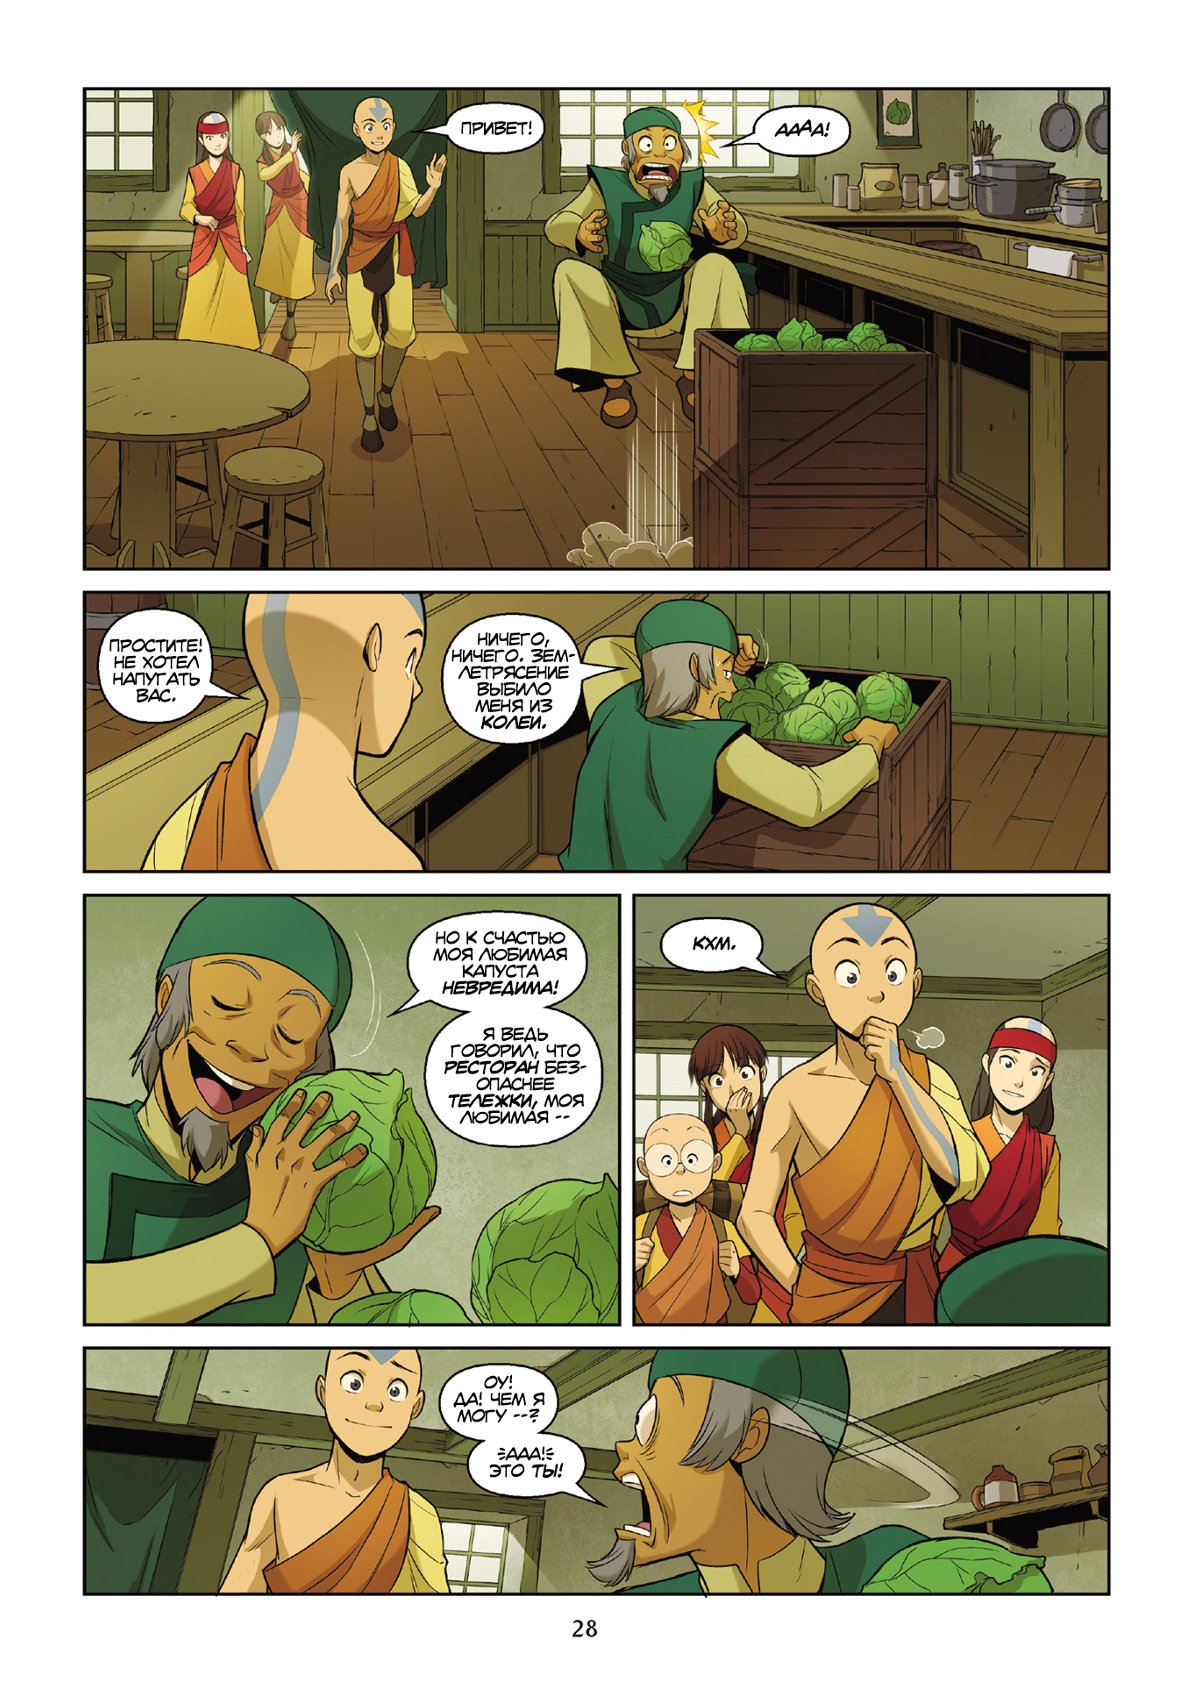 ПРИВЕТ!
АААА!
ПРОСТИТЕ!
НЕ ХОТЕЛ
НАПУГАТЬ
ВАС.
НИЧЕГО,
НИЧЕГО. ЗЕМ-
ЛЕТРЯСЕНИЕ
ВЫБИЛО
МЕНЯ ИЗ
КОЛЕИ.
НО К СЧАСТЬЮ
МОЯ ЛЮБИМАЯ
КАПУСТА
НЕВРЕДИМА!
Я ВЕДЬ
ГОВОРИЛ, ЧТО
РЕСТОРАН БЕЗ-
ОПАСНЕЕ
ТЕЛЕЖКИ, МОЯ
ЛЮБИМАЯ --
КХМ.
ОУ!
ДА! ЧЕМ Я
МОГУ --?
ААА!
ЭТО ТЫ!
28